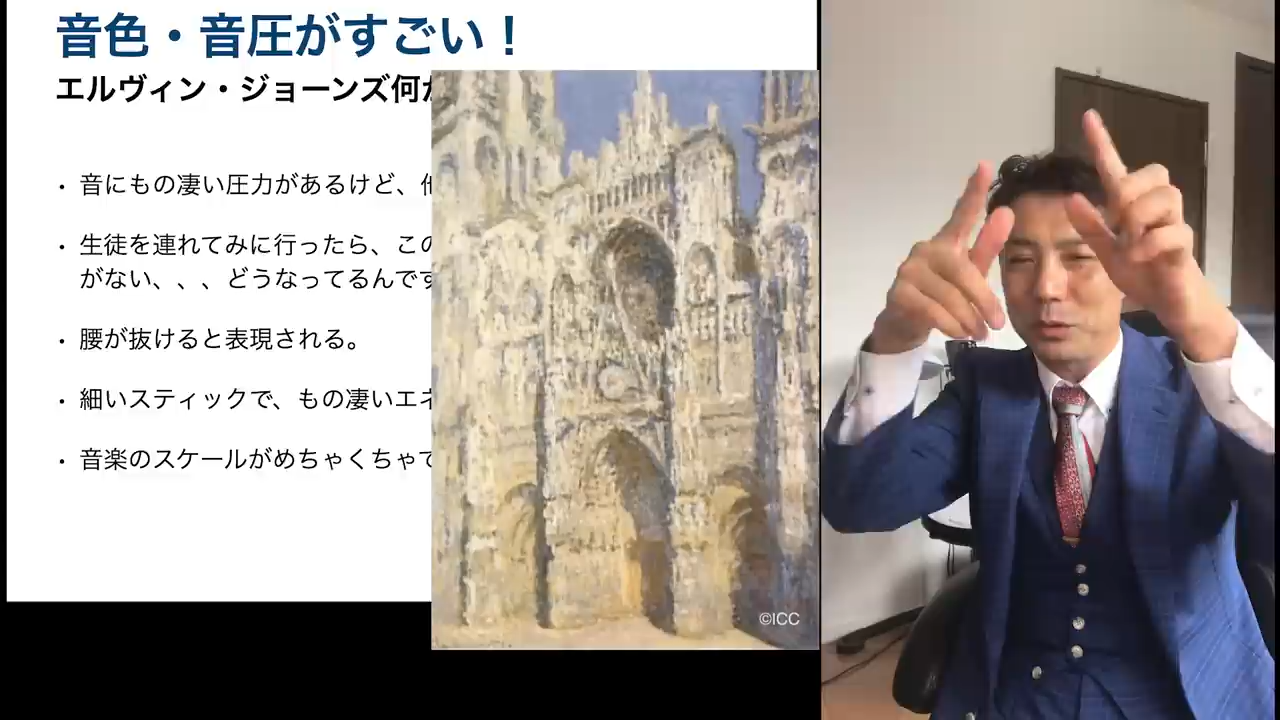 音色・音圧がすごい！
エルヴィン・ジョーンズ何
・音にもの凄い圧力があるけど、
・生徒を連れてみに行ったら、この
がない、、、どうなってるんです
・腰が抜けると表現される。
・細いスティックで、もの凄いエネ
・音楽のスケールがめちゃくちゃで
©ICC